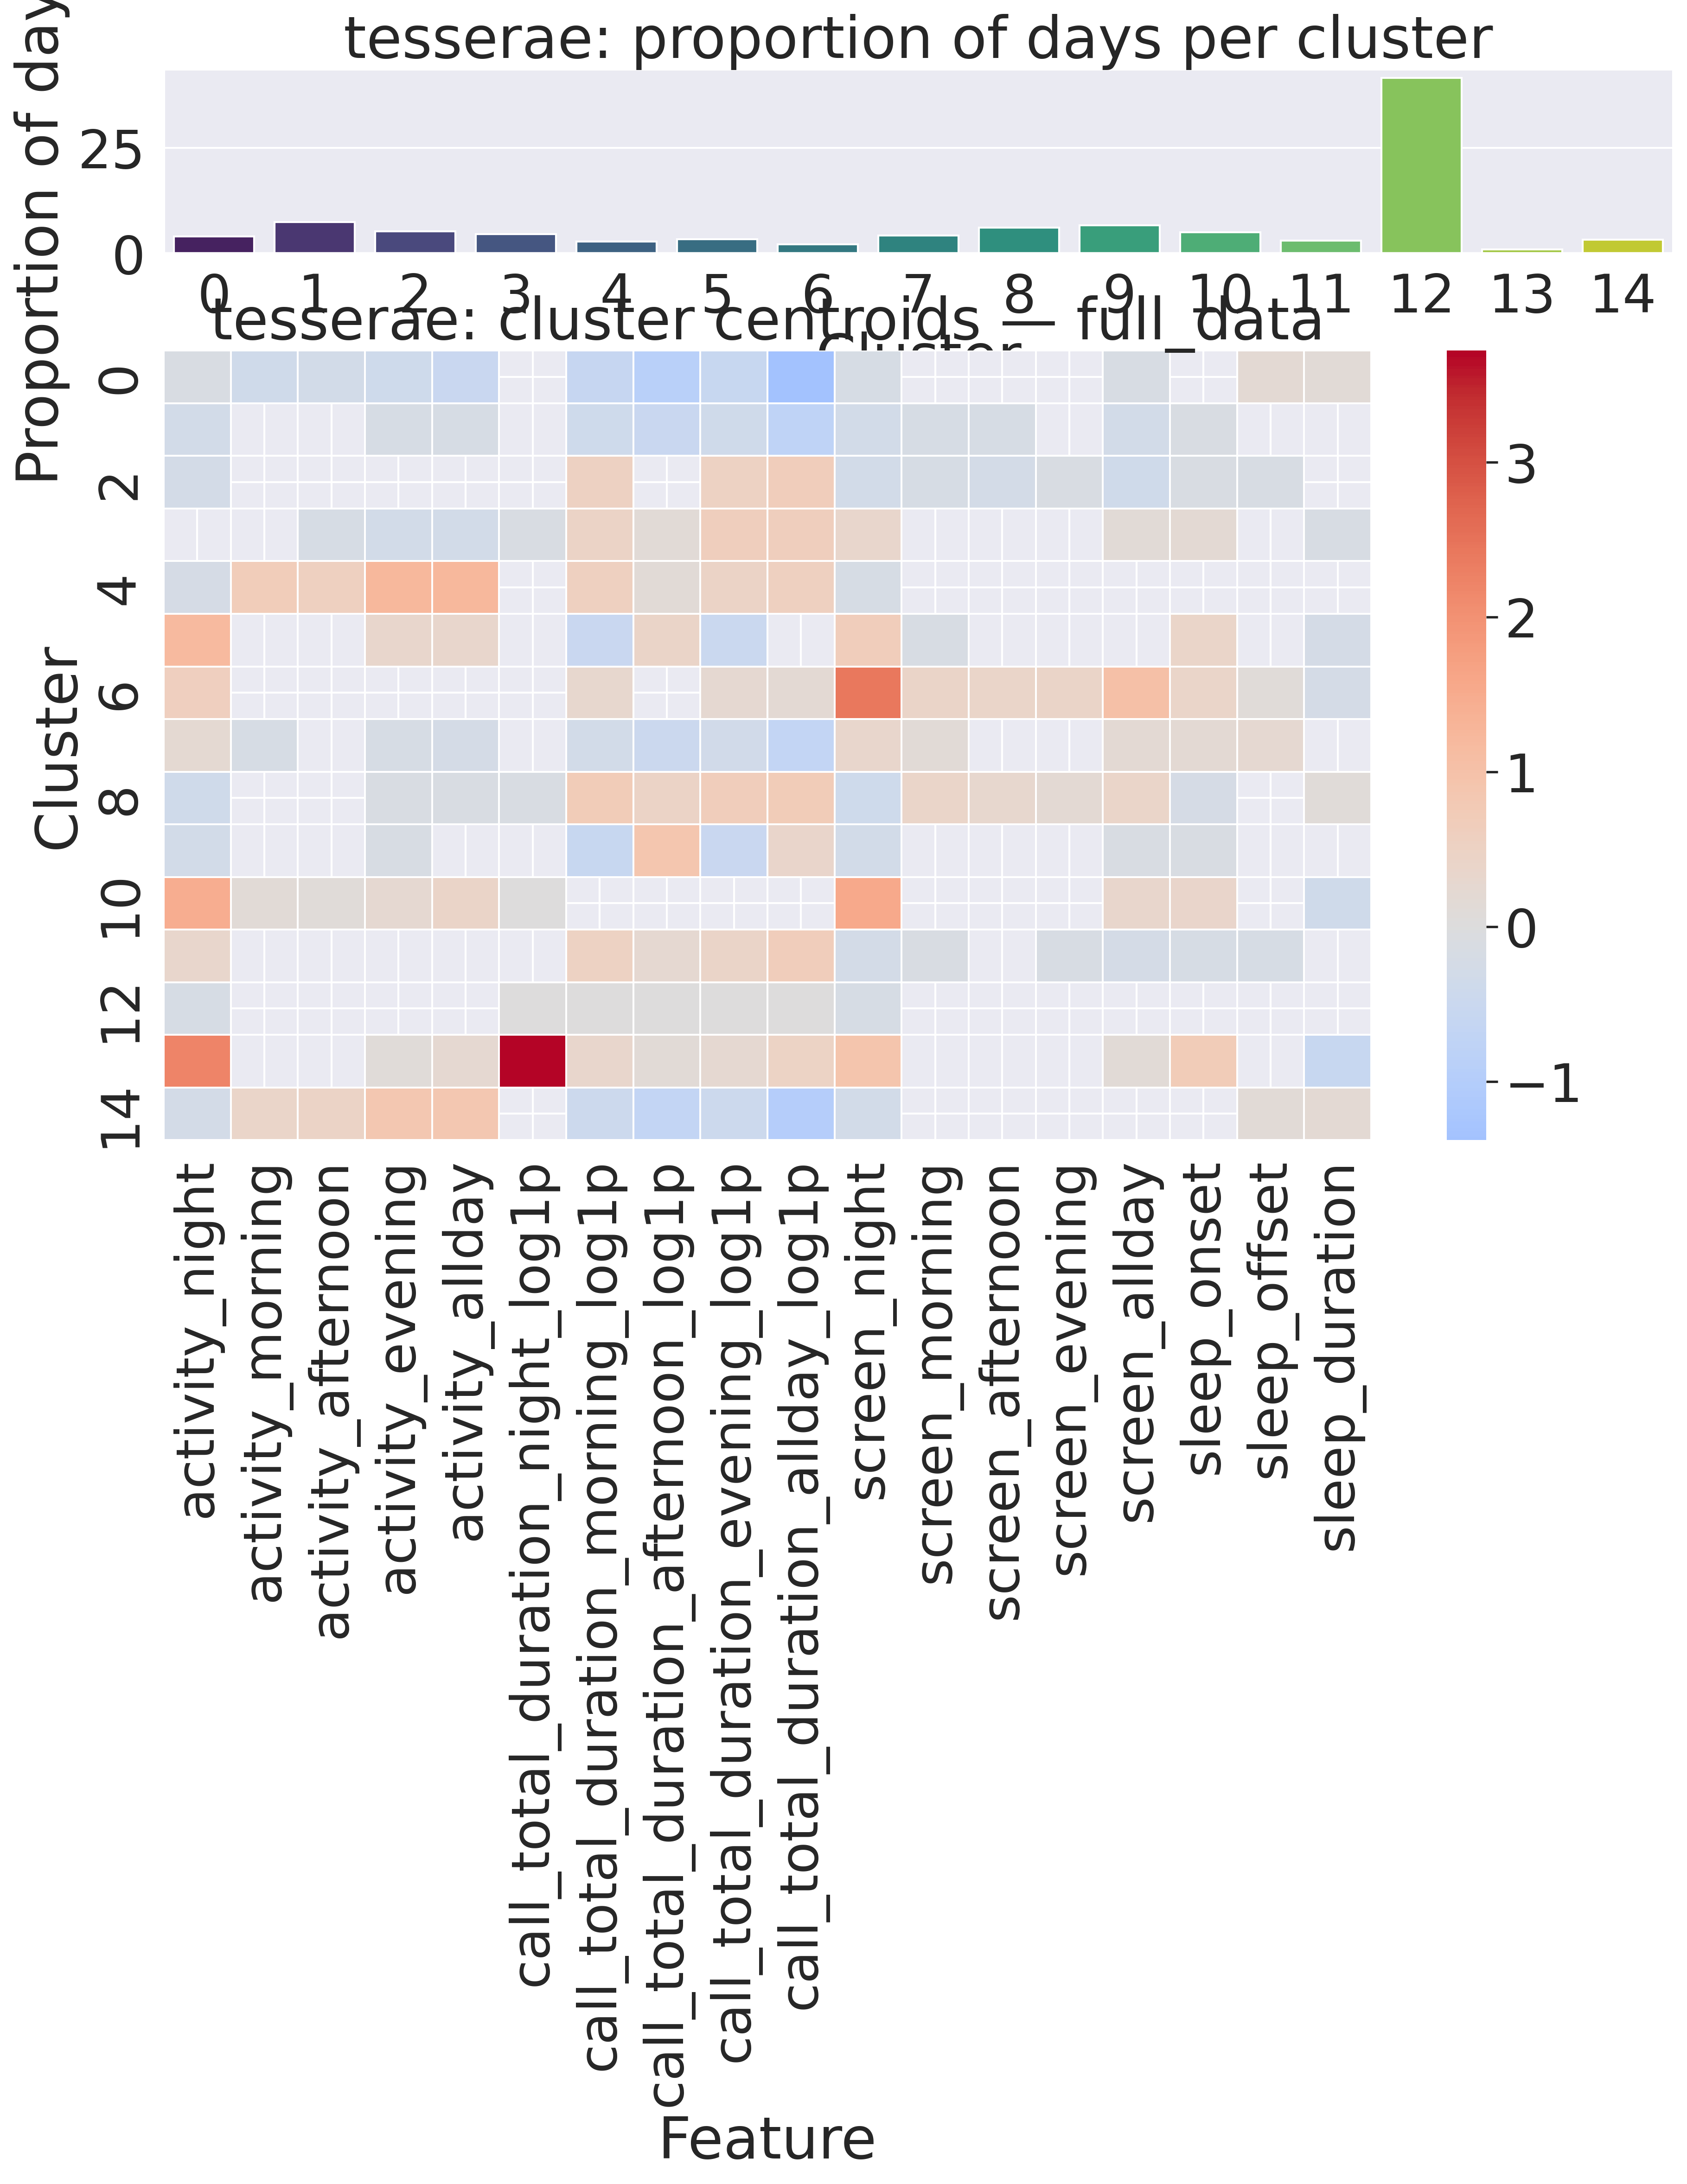 tesserae: proportion of days per cluster
Proportion of day
25
0
0 1 2 3 4 5 6 7 8 9 10 11 12 13 14
Cluster
tesserae: cluster centroids — full_data
Cluster
0
2
4
6
8
10
12
14
3
2
1
0
−1
activity_night
activity_morning
activity_afternoon
activity_evening
activity_allday
call_total_duration_night_log1p
call_total_duration_morning_log1p
call_total_duration_afternoon_log1p
call_total_duration_evening_log1p
call_total_duration_allday_log1p
screen_night
screen_morning
screen_afternoon
screen_evening
screen_allday
sleep_onset
sleep_offset
sleep_duration
Feature